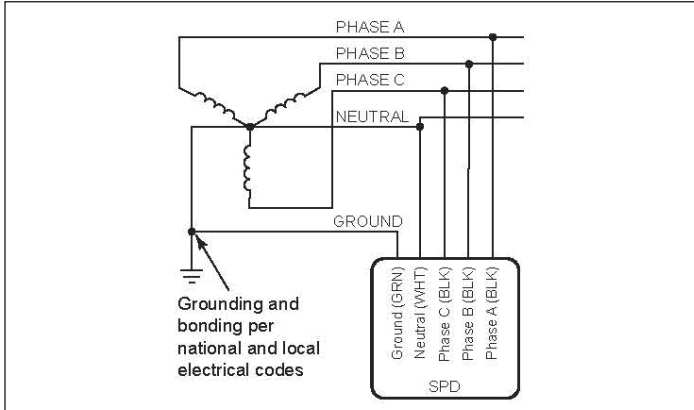 PHASE A
PHASE B
PHASE C
NEUTRAL
GROUND
Grounding and
bonding per
national and local
electrical codes
Ground (GRN)
Neutral (WHT)
Phase C (BLK)
Phase B (BLK)
Phase A (BLK)
SPD